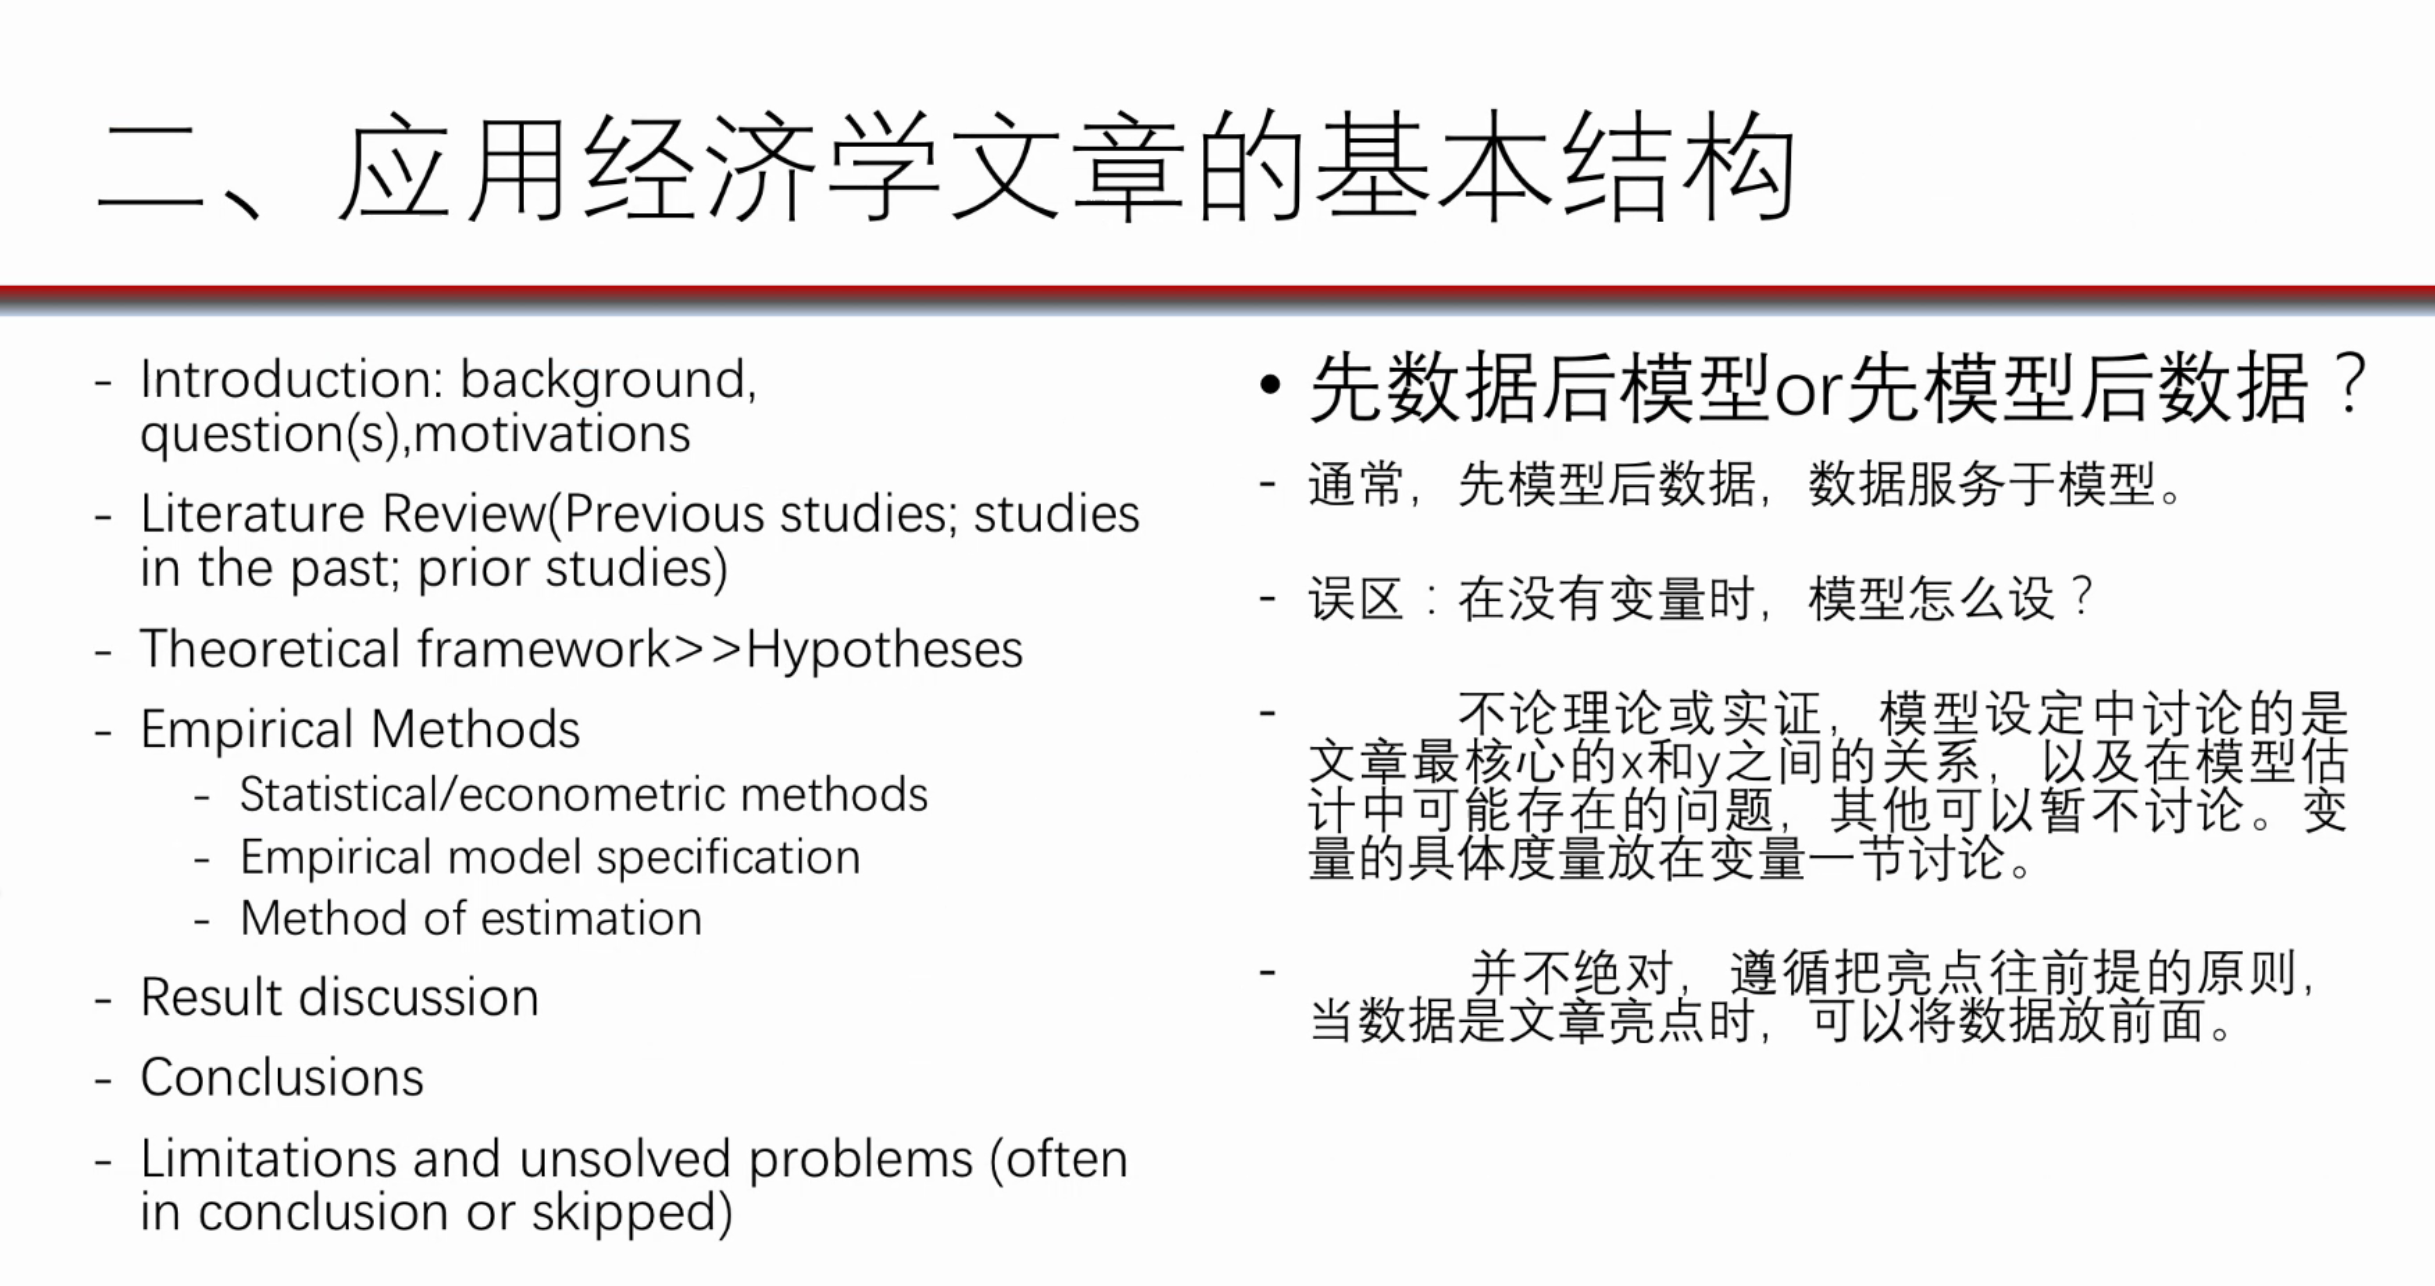 二、应用经济学文章的基本结构
- Introduction: background,
question(s),motivations
- Literature Review(Previous studies; studies
in the past; prior studies)
- Theoretical framework>>Hypotheses
- Empirical Methods
- Statistical/econometric methods
- Empirical model specification
- Method of estimation
- Result discussion
- Conclusions
- Limitations and unsolved problems (often
in conclusion or skipped)
• 先数据后模型or先模型后数据？
- 通常，先模型后数据，数据服务于模型。
- 误区：在没有变量时，模型怎么设？
- 不论理论或实证，模型设定中讨论的是
文章最核心的x和y之间的关系，以及在模型估
计中可能存在的问题，其他可以暂不讨论。变
量的具体度量放在变量一节讨论。
- 并不绝对，遵循把亮点往前提的原则，
当数据是文章亮点时，可以将数据放前面。